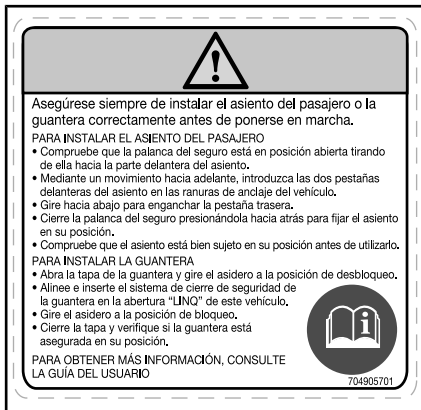 Asegúrese siempre de instalar el asiento del pasajero o la
guantera correctamente antes de ponerse en marcha.
PARA INSTALAR EL ASIENTO DEL PASAJERO
• Compruebe que la palanca del seguro está en posición abierta tirando
de ella hacia la parte delantera del asiento.
• Mediante un movimiento hacia adelante, introduzca las dos pestañas
delanteras del asiento en las ranuras de anclaje del vehículo.
• Gire hacia abajo para enganchar la pestaña trasera.
• Cierre la palanca del seguro presionándola hacia atrás para fijar el asiento
en su posición.
• Compruebe que el asiento está bien sujeto en su posición antes de utilizarlo.
PARA INSTALAR LA GUANTERA
• Abra la tapa de la guantera y gire el asidero a la posición de desbloqueo.
• Alinee e inserte el sistema de cierre de seguridad de
la guantera en la abertura “LINQ” de este vehículo.
• Gire el asidero a la posición de bloqueo.
• Cierre la tapa y verifique si la guantera está
asegurada en su posición.
PARA OBTENER MÁS INFORMACIÓN, CONSULTE
LA GUÍA DEL USUARIO
704905701